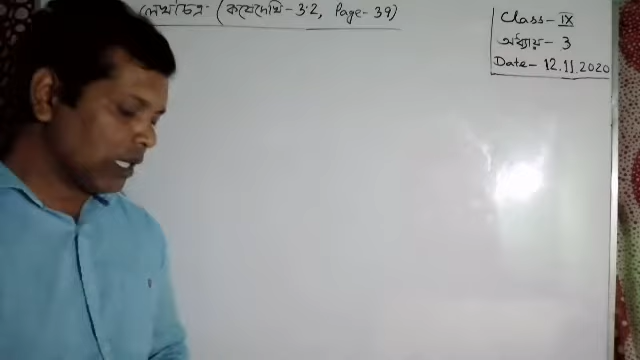 লেখচিত্র (কষেদেখি - 3.2, Page - 39)
Class - IX
অধ্যায় - 3
Date - 12.11.2020